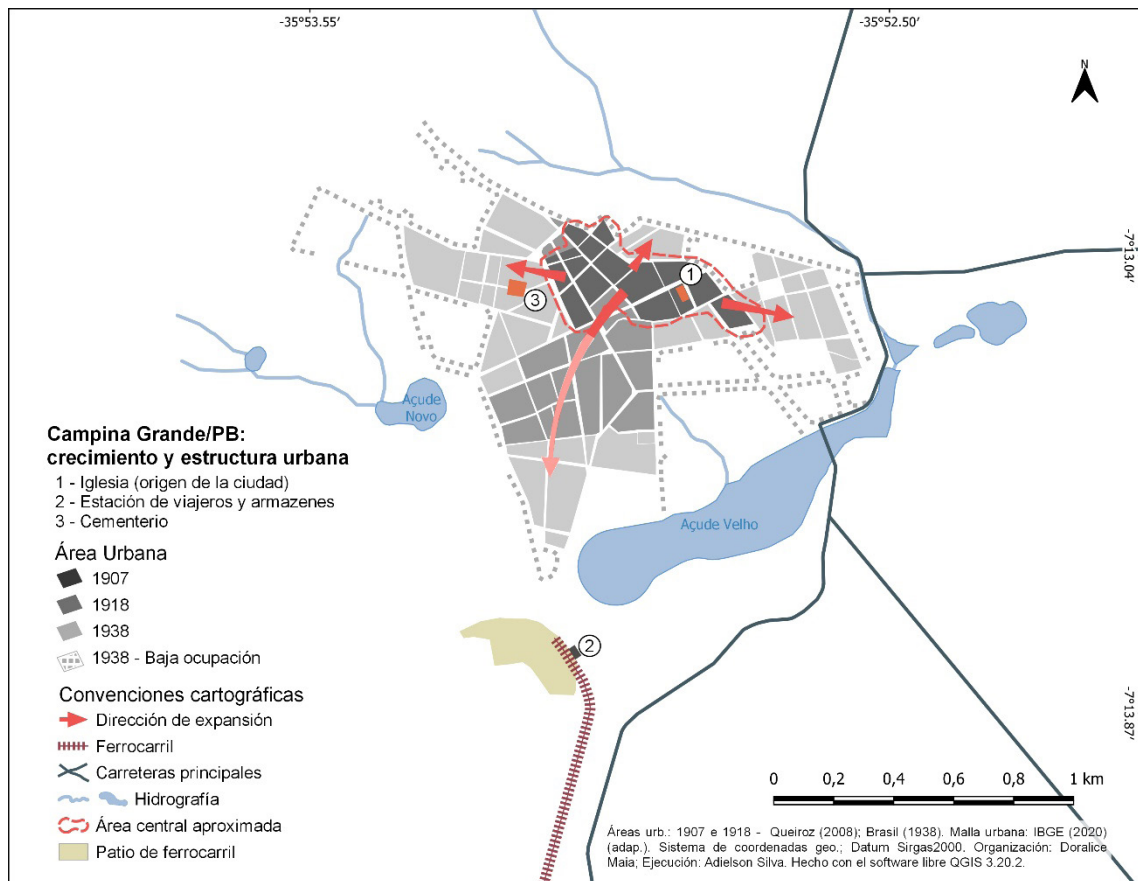 -35°53.55′
-35°52.50′
N
-7°13.04′
1
3
Açude
Novo
Açude Velho
2
-7°13.87′
Campina Grande/PB:
crecimiento y estructura urbana
1 - Iglesia (origen de la ciudad)
2 - Estación de viajeros y armazenes
3 - Cementerio
Área Urbana
1907
1918
1938
1938 - Baja ocupación
Convenciones cartográficas
Dirección de expansión
Ferrocarril
Carreteras principales
Hidrografía
Área central aproximada
Patio de ferrocarril
0 0,2 0,4 0,6 0,8 1 km
Áreas urb.: 1907 e 1918 - Queiroz (2008); Brasil (1938). Malla urbana: IBGE (2020)
(adap.). Sistema de coordenadas geo.; Datum Sirgas2000. Organización: Doralice
Maia; Ejecución: Adielson Silva. Hecho con el software libre QGIS 3.20.2.